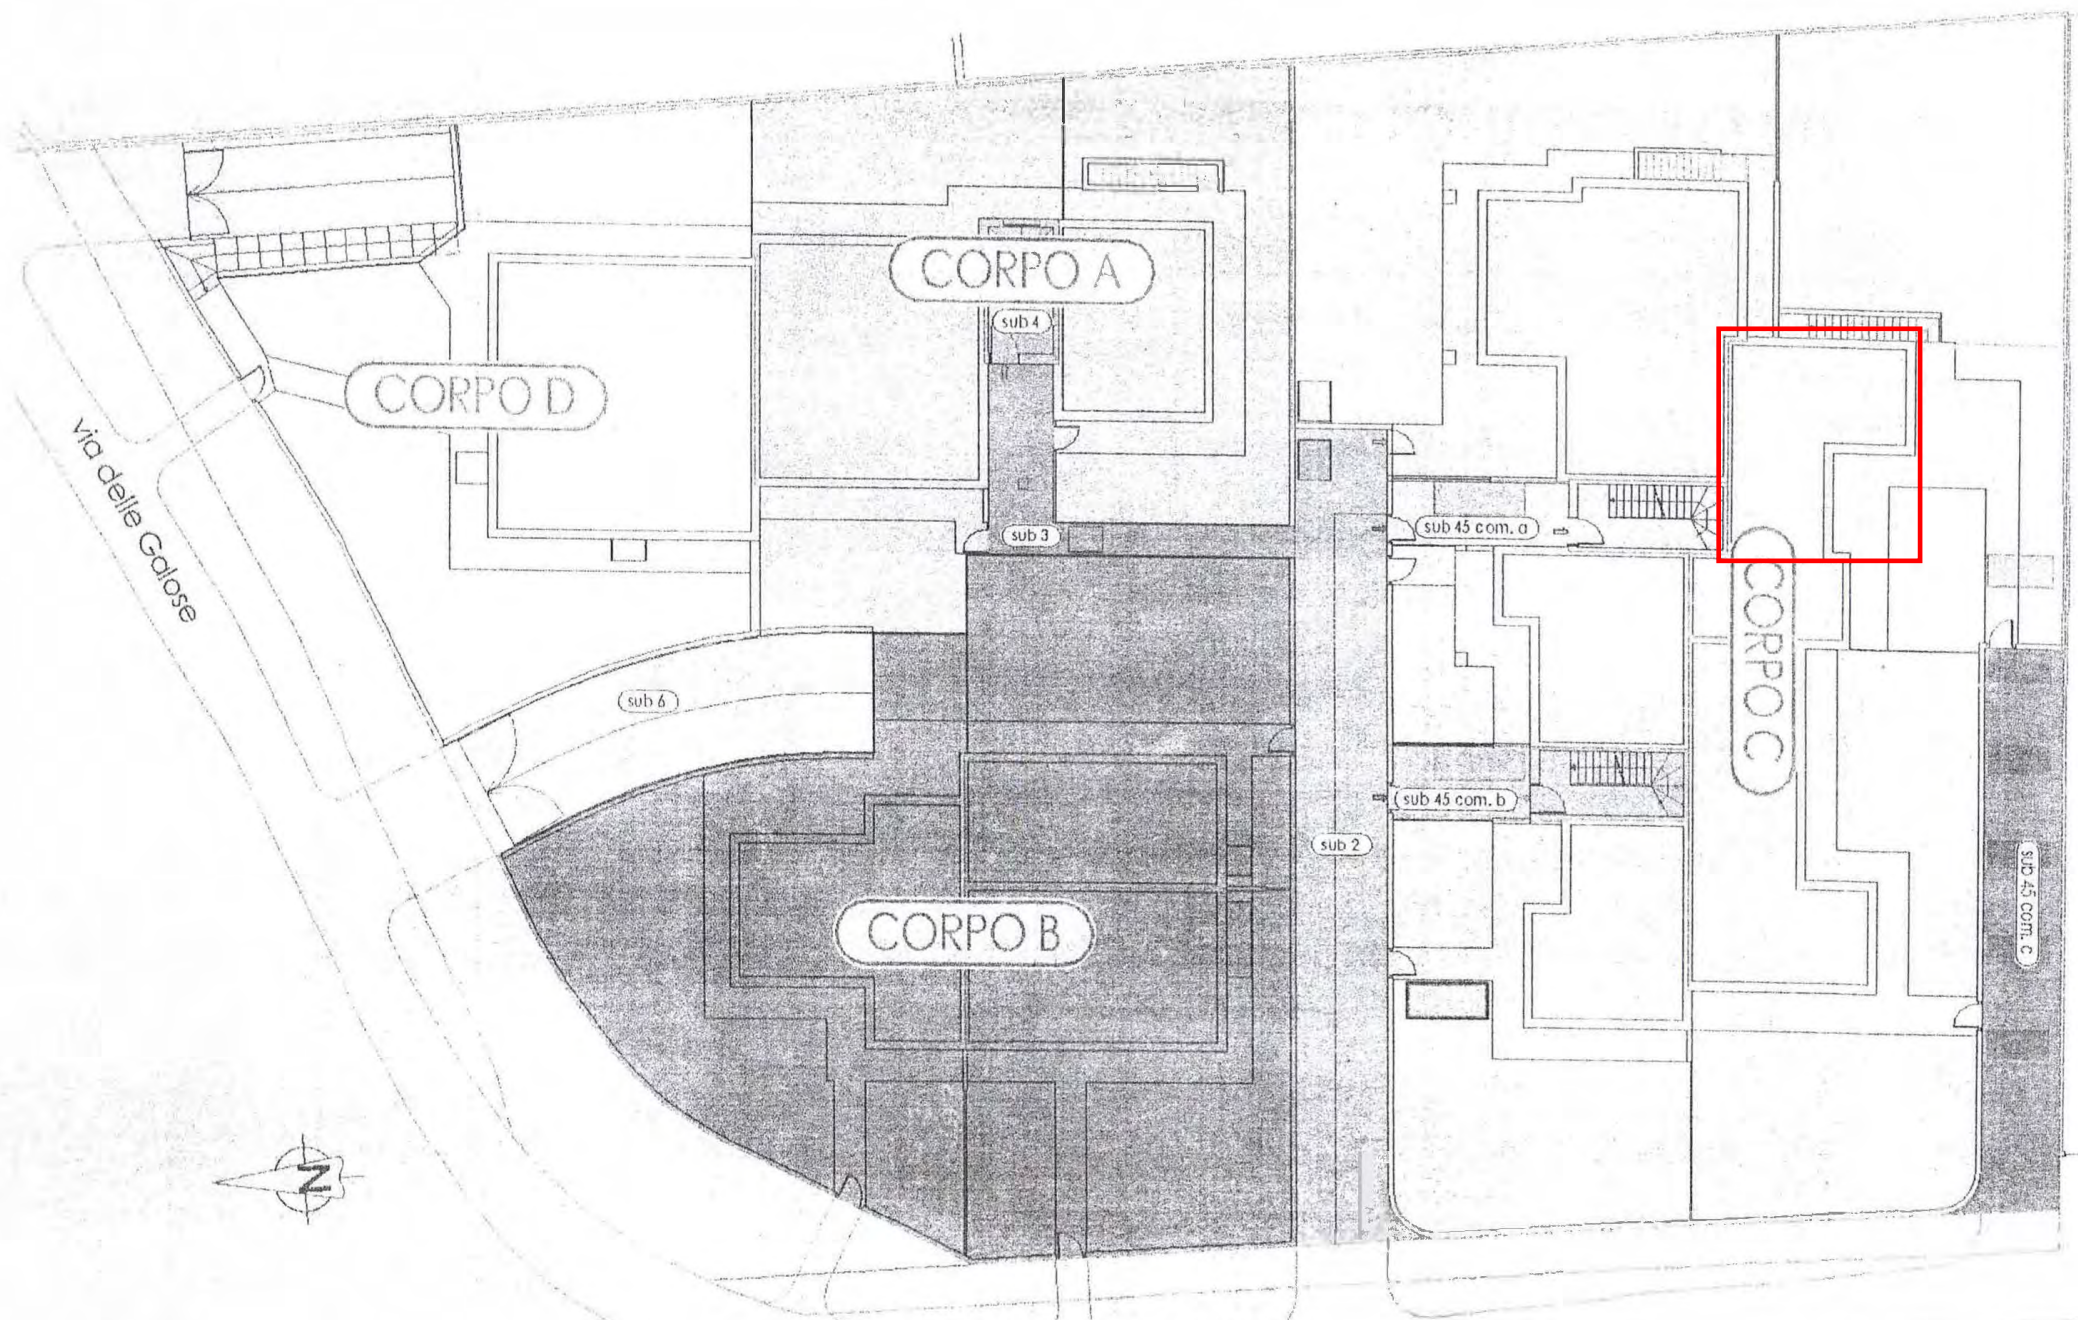 CORPO A
sub 4
CORPO D
via delle Galose
sub 3
sub 45 com. a
CORPO C
sub 6
sub 45 com. b
sub 2
sub 45 com. c
CORPO B
N